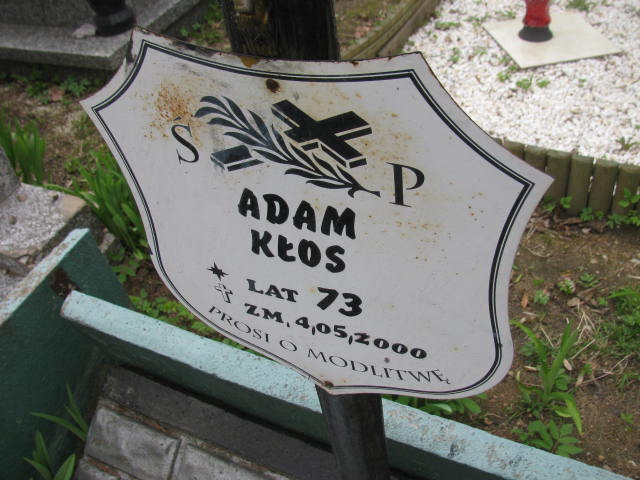 Ś P
ADAM
KŁOS
LAT 73
ZM, 4,05,2000
PROSI O MODLITWĘ